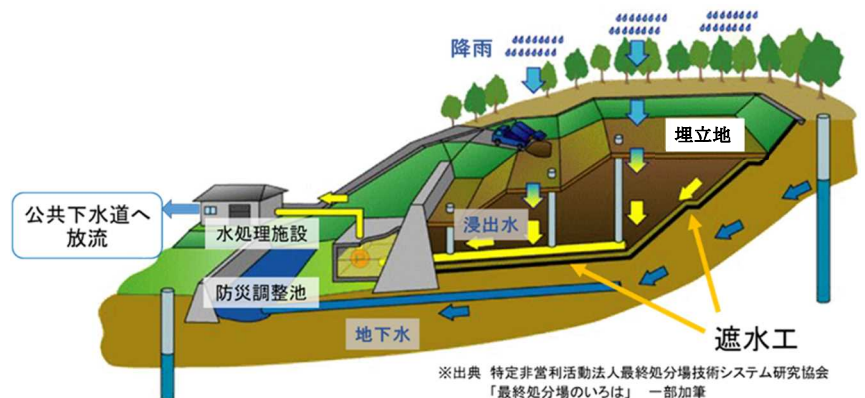 降雨
埋立地
公共下水道へ
放流
水処理施設
浸出水
防災調整池
地下水
遮水工
※出典 特定非営利活動法人最終処分場技術システム研究協会
「最終処分場のいろは」 一部加筆